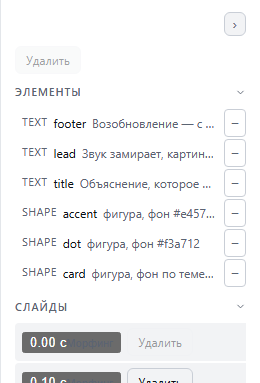 ›
Удалить
ЭЛЕМЕНТЫ
TEXT footer Возобновление — с ...
TEXT lead Звук замирает, картин...
TEXT title Объяснение, которое ...
SHAPE accent фигура, фон #e457...
SHAPE dot фигура, фон #f3a712
SHAPE card фигура, фон по теме...
СЛАЙДЫ
0.00 с Удалить
0.10 с Удалить